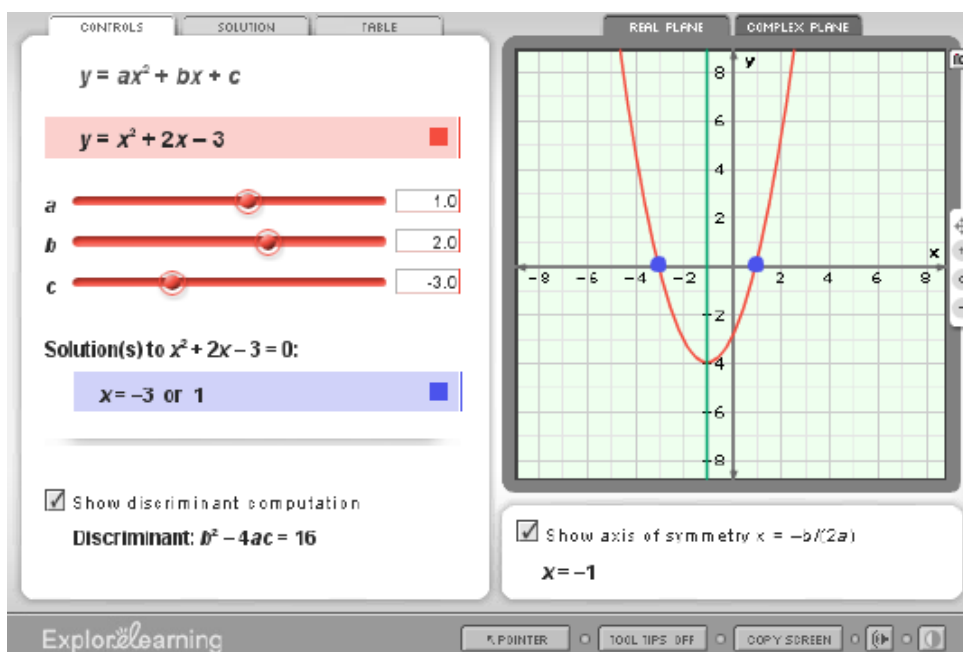 CONTROLS
SOLUTION
TABLE
y = ax² + bx + c
y = x² + 2x – 3
a
1.0
b
2.0
c
-3.0
Solution(s) to x² + 2x – 3 = 0:
x = –3 or 1
Show discriminant computation
Discriminant: b² – 4ac = 16
REAL PLANE
COMPLEX PLANE
y
8
6
4
2
x
-8
-6
-4
-2
2
4
6
8
-2
-4
-6
-8
Show axis of symmetry x = –b/(2a)
x = –1
ExploreLearning
POINTER
TOOL TIPS OFF
COPY SCREEN